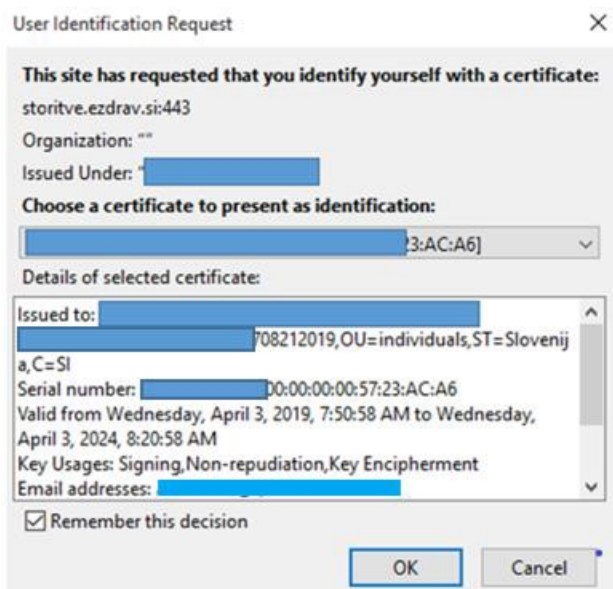 User Identification Request
This site has requested that you identify yourself with a certificate:
storitve.ezdrav.si:443
Organization: ""
Issued Under: "
Choose a certificate to present as identification:
23:AC:A6]
Details of selected certificate:
Issued to:
708212019,OU=individuals,ST=Slovenij
a,C=SI
Serial number: 00:00:00:00:57:23:AC:A6
Valid from Wednesday, April 3, 2019, 7:50:58 AM to Wednesday,
April 3, 2024, 8:20:58 AM
Key Usages: Signing,Non-repudiation,Key Encipherment
Email addresses:
Remember this decision
OK Cancel